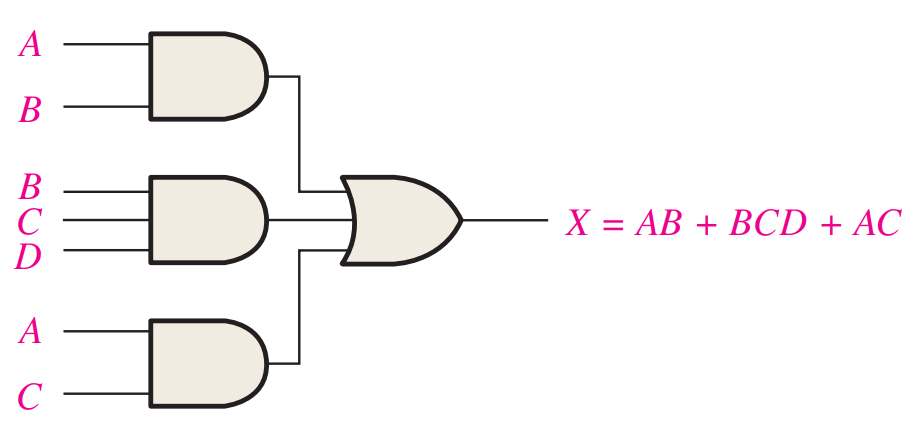 A
B
B
C
D
X = AB + BCD + AC
A
C